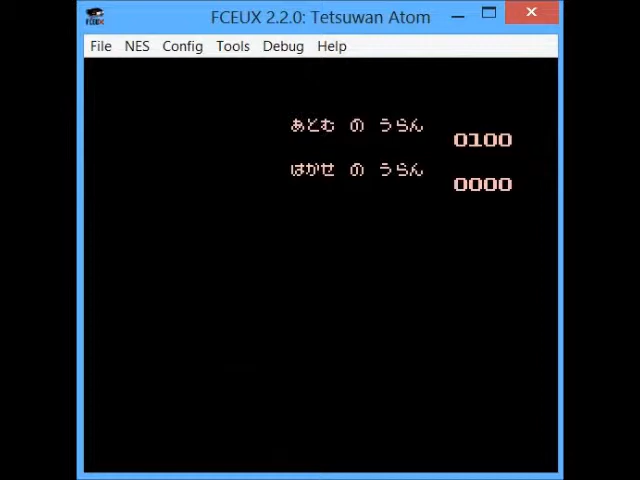 FCEUX 2.2.0: Tetsuwan Atom
File NES Config Tools Debug Help
あとむ の うらん
0100
はかせ の うらん
0000